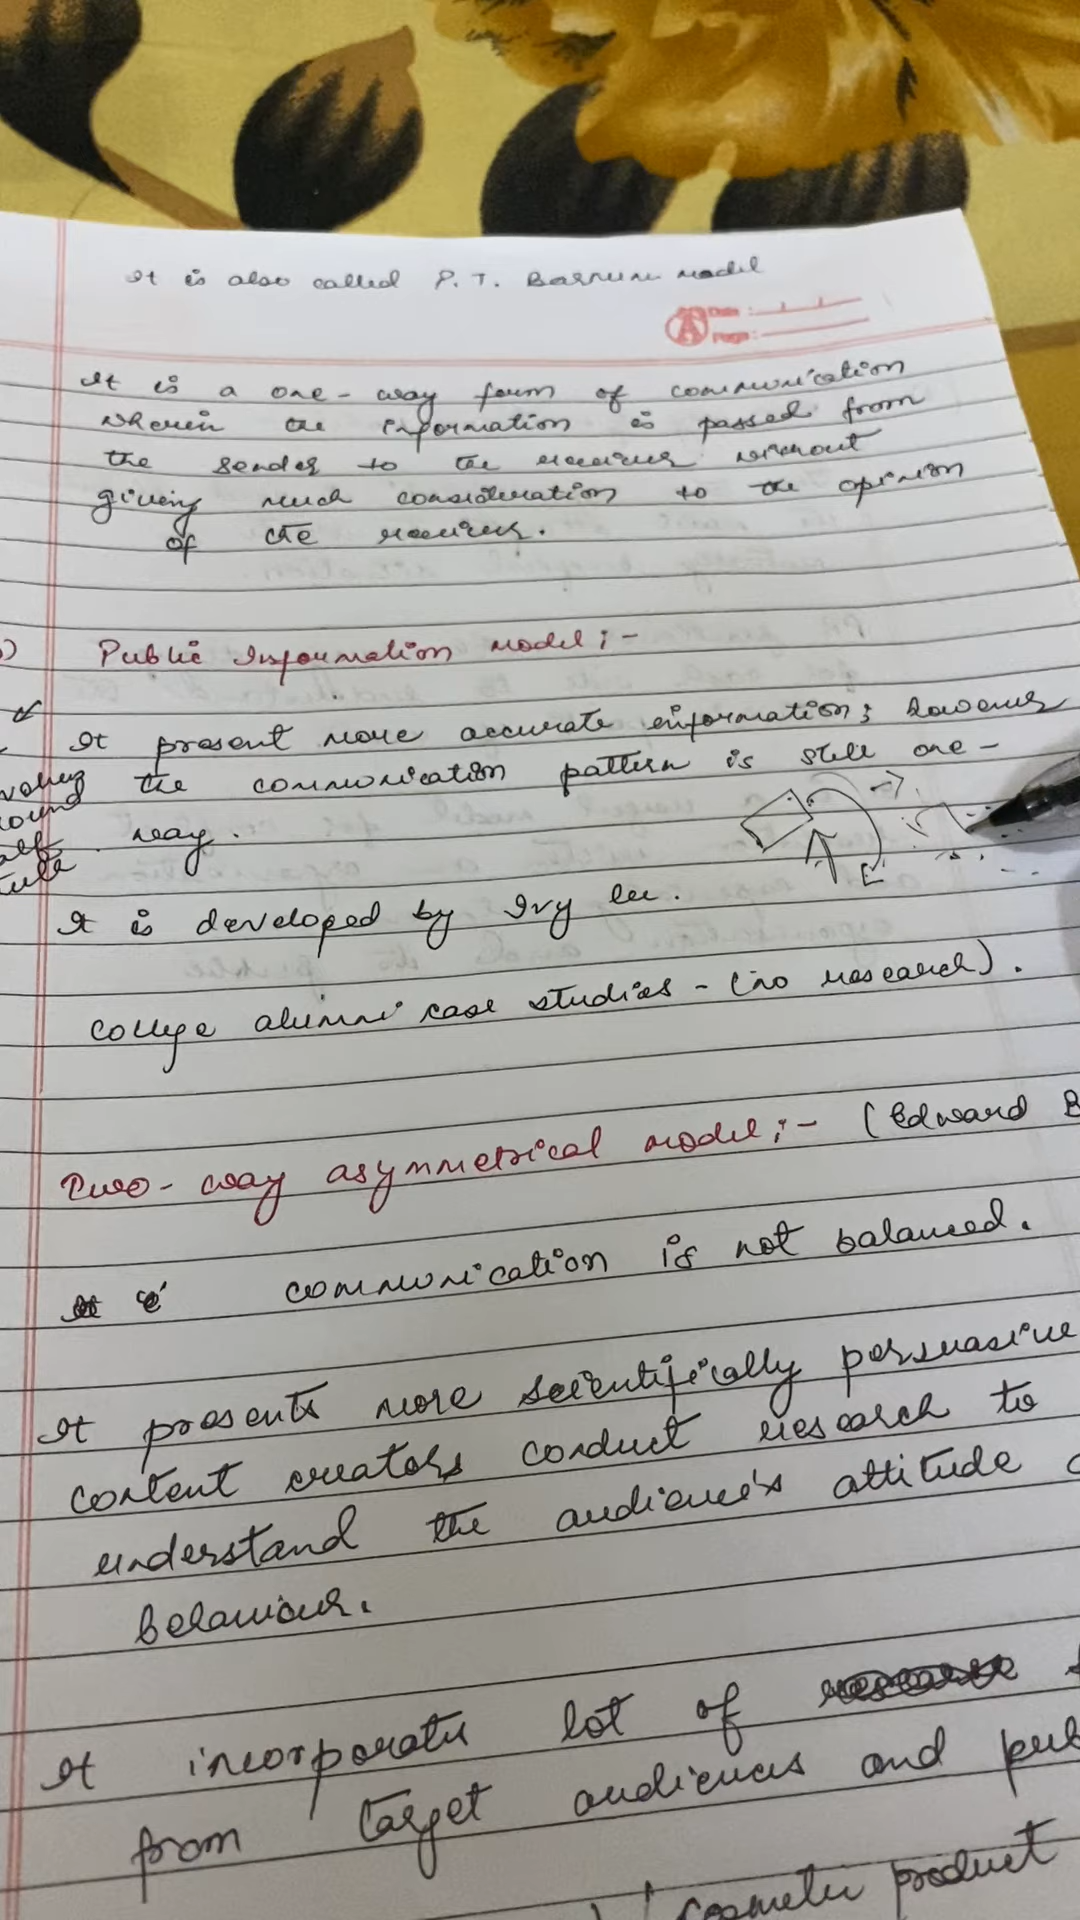 It is also called P. T. Barnum model
Date :
Page :
It is a one-way form of communication
wherein the information is passed from
the sender to the receiver without
giving much consideration to the opinion
of the receiver.
Public Information model ; -
It present more accurate information ; however
the communication pattern is still one -
way .
It is developed by Ivy lee .
College alumni case studies - (no research) .
Two-way asymmetrical model ; - (Edward B
communication is not balanced .
It presents more scientifically persuasive
content creators conduct research to
understand the audience's attitude
behaviour .
It incorporate lot of
from target audiences and pub
cosmetic product